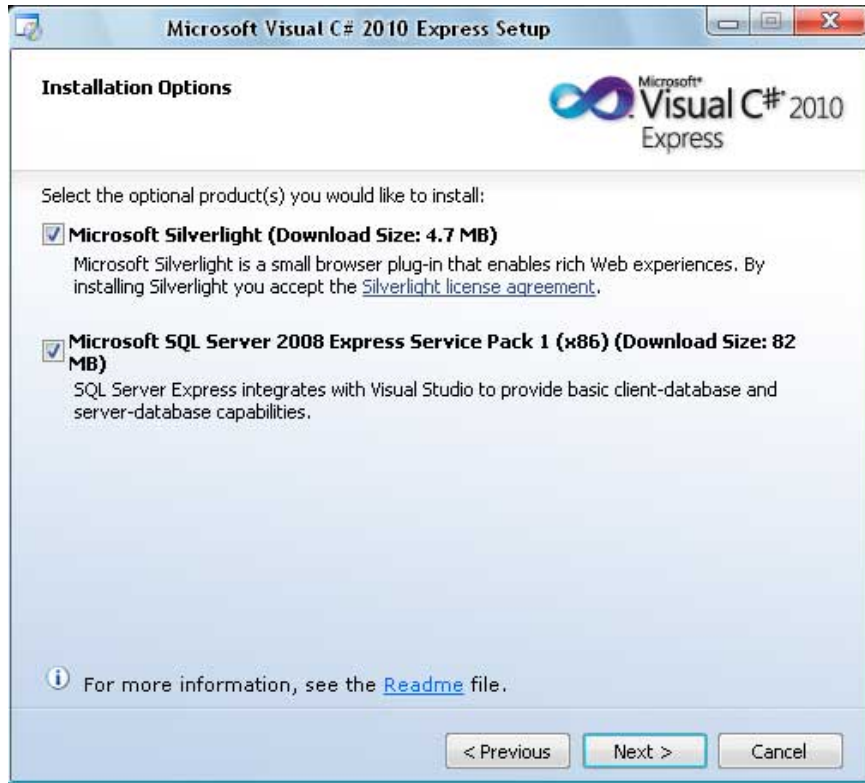 Microsoft Visual C# 2010 Express Setup
Installation Options
Microsoft®
Visual C#® 2010
Express
Select the optional product(s) you would like to install:
Microsoft Silverlight (Download Size: 4.7 MB)
Microsoft Silverlight is a small browser plug-in that enables rich Web experiences. By
installing Silverlight you accept the Silverlight license agreement.
Microsoft SQL Server 2008 Express Service Pack 1 (x86) (Download Size: 82
MB)
SQL Server Express integrates with Visual Studio to provide basic client-database and
server-database capabilities.
For more information, see the Readme file.
< Previous
Next >
Cancel